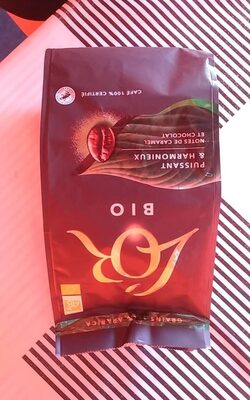 GRAINS ARABICA
L'OR
BIO
PUISSANT
& HARMONIEUX
NOTES DE CARAMEL
ET CHOCOLAT
CAFÉ 100% CERTIFIÉ